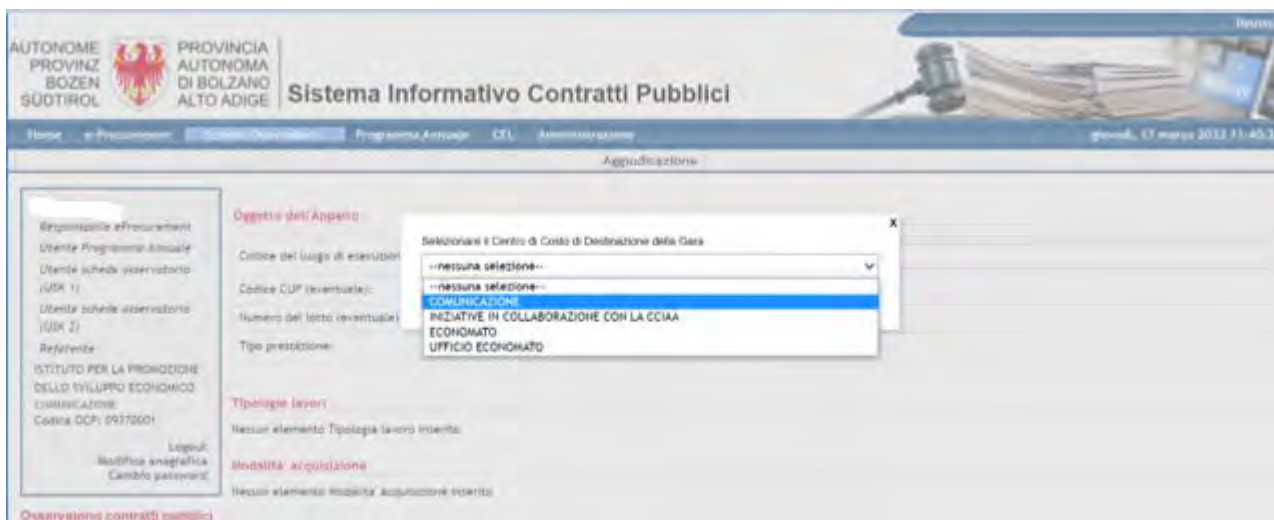 AUTONOME
PROVINZ
BOZEN
SÜDTIROL
PROVINCIA
AUTONOMA
DI BOLZANO
ALTO ADIGE
Sistema Informativo Contratti Pubblici
Home e-Procurement Programma Annuale CFL Amministrazione
giovedì, 17 marzo 2022
Aggiudicazione
Responsabile eProcurement
Utente Programma Annuale
Utente schede osservatorio
(USK 1)
Utente schede osservatorio
(USK 2)
Referente
ISTITUTO PER LA PROMOZIONE
DELLO SVILUPPO ECONOMICO
COMUNICAZIONE
Codice OCP: 09370001
Logout
Modifica anagrafica
Cambio password
Osservatorio contratti pubblici
Oggetto dell'Appalto
Codice del luogo di esecuzion
Codice CUP (eventuale):
Numero del lotto (eventuale)
Tipo prestazione:
x
Selezionare il Centro di Costo di Destinazione della Gara
--nessuna selezione--
--nessuna selezione--
COMUNICAZIONE
INIZIATIVE IN COLLABORAZIONE CON LA CCIAA
ECONOMATO
UFFICIO ECONOMATO
Tipologie lavori
Nessun elemento Tipologia lavoro inserito
Modalita' acquisizione
Nessun elemento Modalita' acquisizione inserito